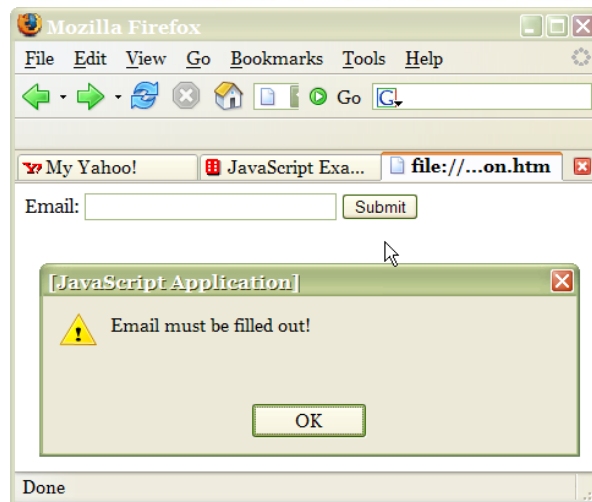 Mozilla Firefox
File Edit View Go Bookmarks Tools Help
Go G
My Yahoo! JavaScript Exa... file://...on.htm
Email: Submit
[JavaScript Application]
Email must be filled out!
OK
Done